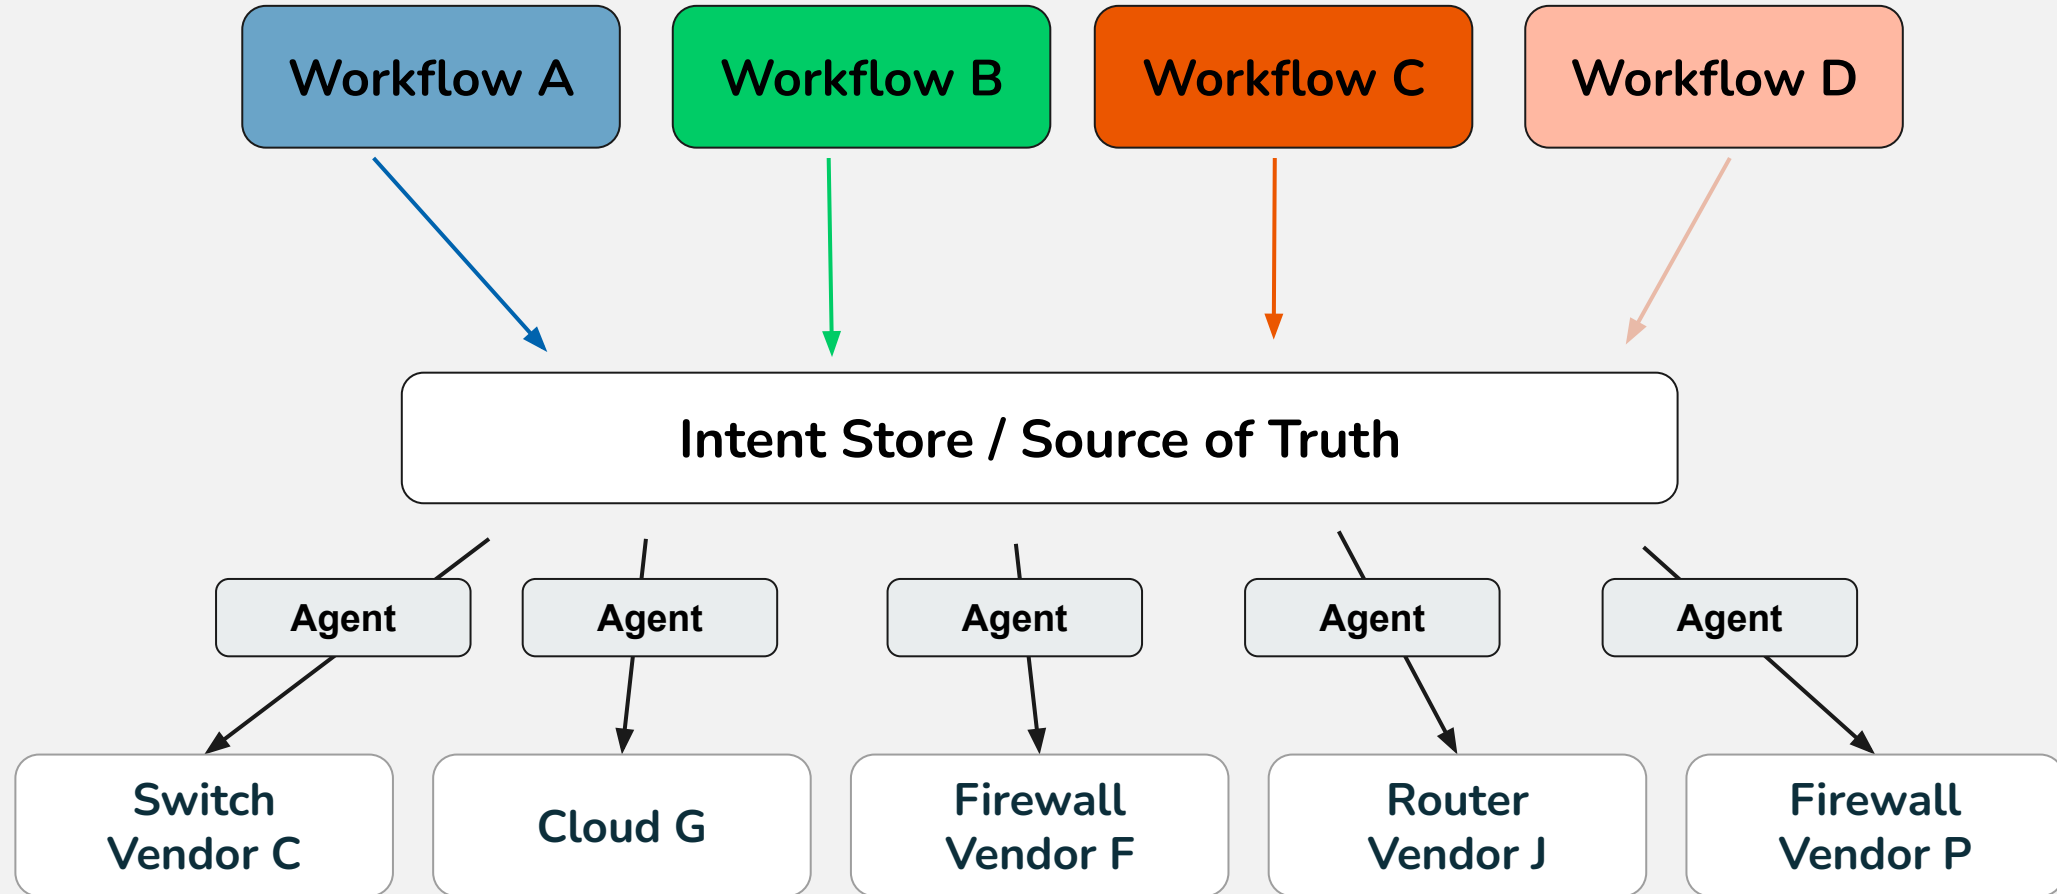 Workflow A
Workflow B
Workflow C
Workflow D
Intent Store / Source of Truth
Agent
Agent
Agent
Agent
Agent
Switch
Vendor C
Cloud G
Firewall
Vendor F
Router
Vendor J
Firewall
Vendor P